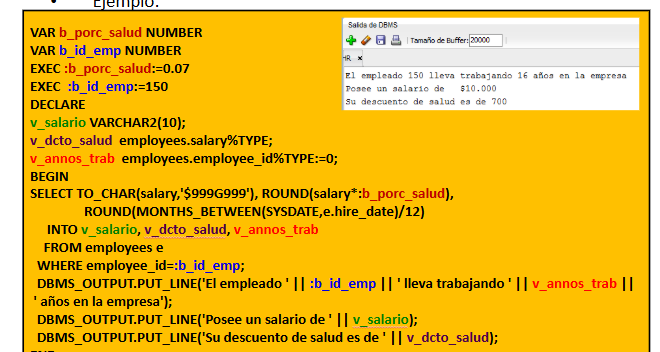 • Ejemplo:
VAR b_porc_salud NUMBER
VAR b_id_emp NUMBER
EXEC :b_porc_salud:=0.07
EXEC :b_id_emp:=150
DECLARE
v_salario VARCHAR2(10);
v_dcto_salud employees.salary%TYPE;
v_annos_trab employees.employee_id%TYPE:=0;
BEGIN
SELECT TO_CHAR(salary,'$999G999'), ROUND(salary*:b_porc_salud),
ROUND(MONTHS_BETWEEN(SYSDATE,e.hire_date)/12)
INTO v_salario, v_dcto_salud, v_annos_trab
FROM employees e
WHERE employee_id=:b_id_emp;
DBMS_OUTPUT.PUT_LINE('El empleado ' || :b_id_emp || ' lleva trabajando ' || v_annos_trab ||
' años en la empresa');
DBMS_OUTPUT.PUT_LINE('Posee un salario de ' || v_salario);
DBMS_OUTPUT.PUT_LINE('Su descuento de salud es de ' || v_dcto_salud);
Salida de DBMS
Tamaño de Buffer: 20000
HR ×
El empleado 150 lleva trabajando 16 años en la empresa
Posee un salario de $10.000
Su descuento de salud es de 700